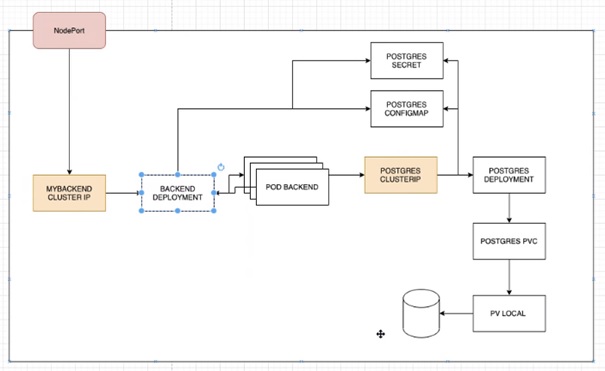 NodePort
POSTGRES
SECRET
POSTGRES
CONFIGMAP
MYBACKEND
CLUSTER IP
BACKEND
DEPLOYMENT
POD BACKEND
POSTGRES
CLUSTERIP
POSTGRES
DEPLOYMENT
POSTGRES PVC
PV LOCAL